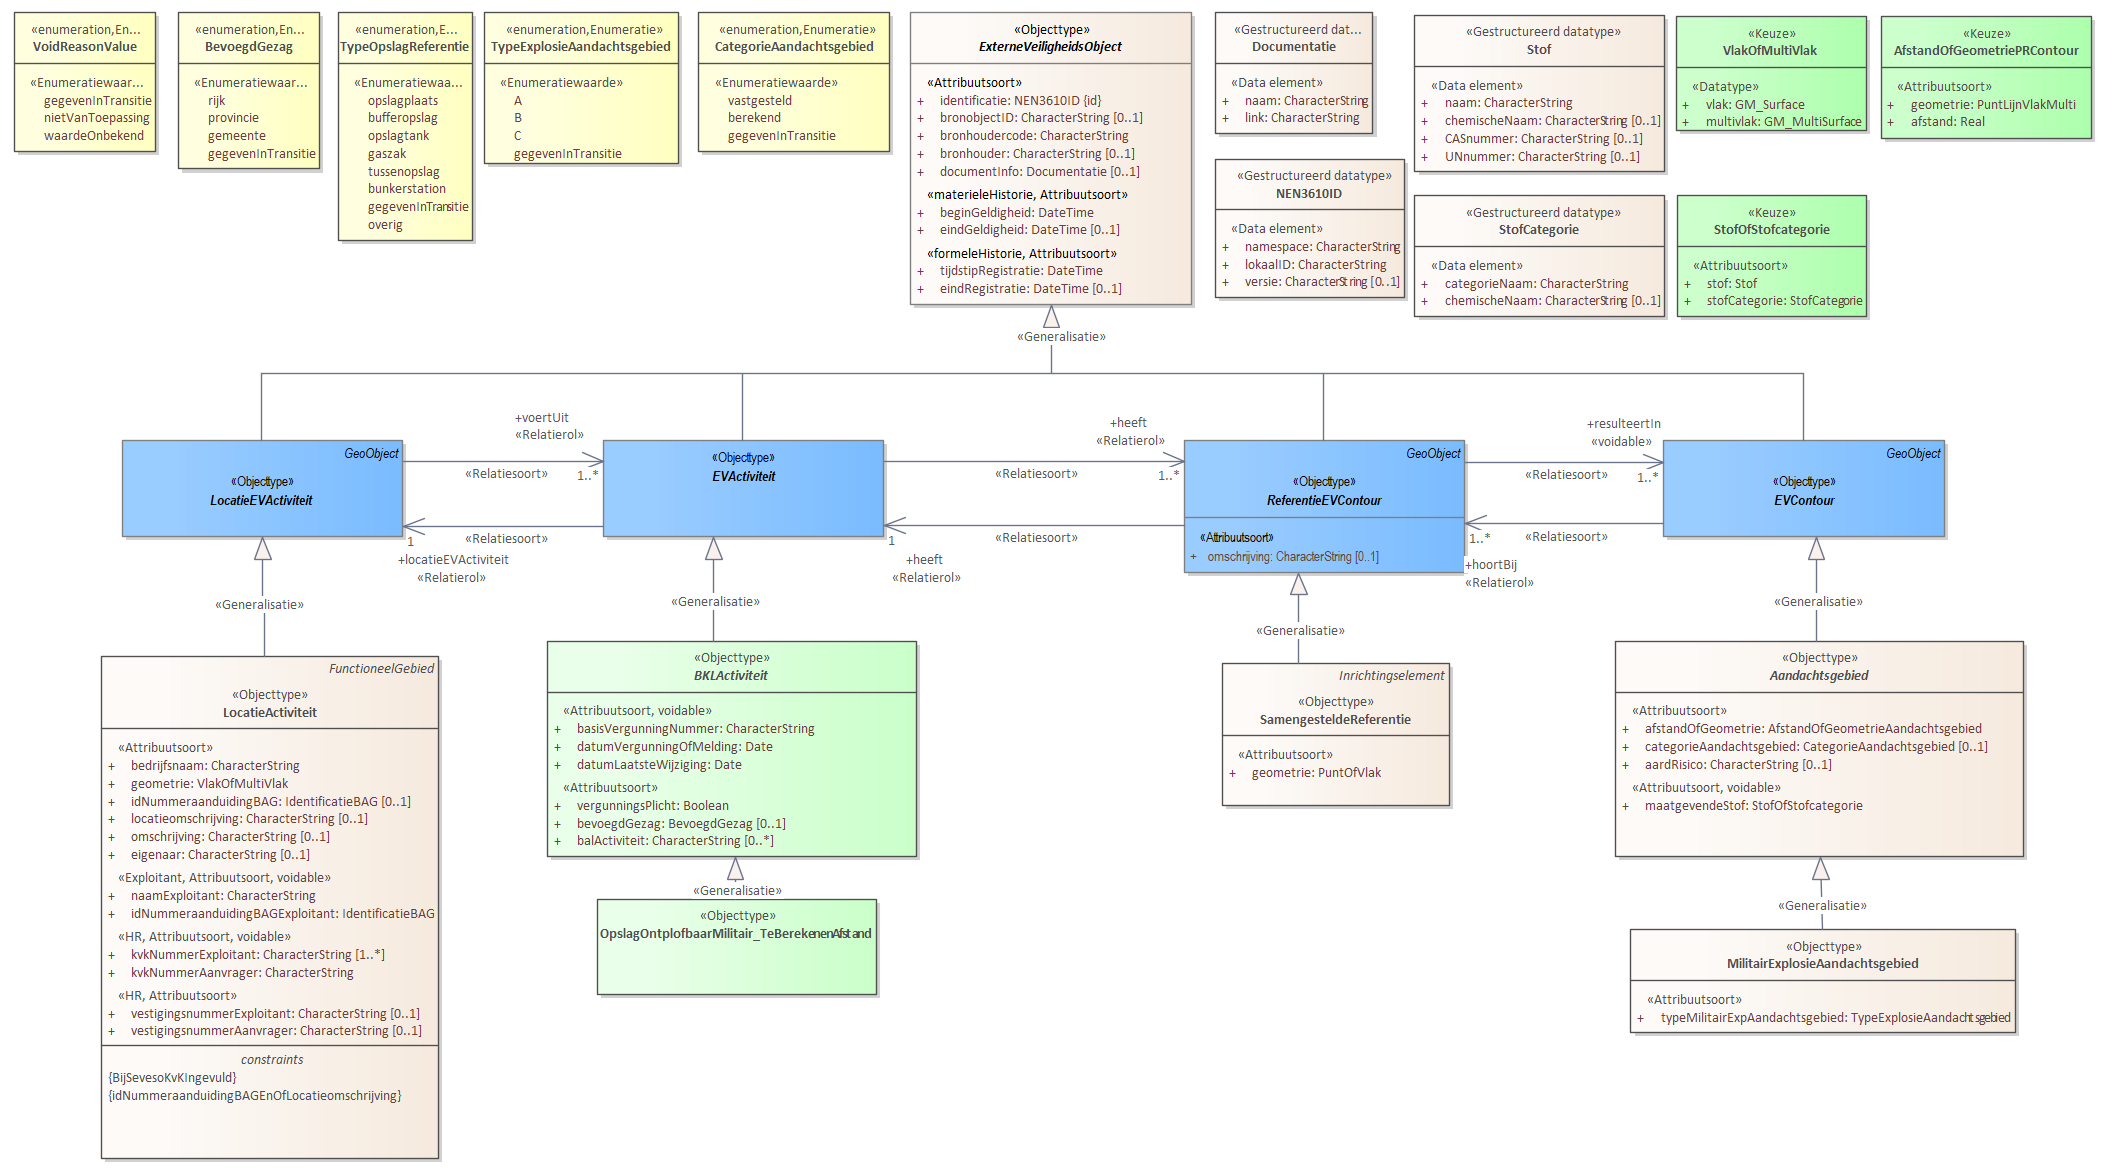 «enumeration,En...
VoidReasonValue
«Enumeratiewaar...
gegevenInTransitie
nietVanToepassing
waardeOnbekend
«enumeration,En...
BevoegdGezag
«Enumeratiewaar...
rijk
provincie
gemeente
gegevenInTransitie
«enumeration,E...
TypeOpslagReferentie
«Enumeratiewaa...
opslagplaats
bufferopslag
opslagtank
gaszak
tussenopslag
bunkerstation
gegevenInTransitie
overig
«enumeration,Enumeratie»
TypeExplosieAandachtsgebied
«Enumeratiewaarde»
A
B
C
gegevenInTransitie
«enumeration,Enumeratie»
CategorieAandachtsgebied
«Enumeratiewaarde»
vastgesteld
berekend
gegevenInTransitie
«Objecttype»
ExterneVeiligheidsObject
«Attribuutsoort»
+ identificatie: NEN3610ID {id}
+ bronobjectID: CharacterString [0..1]
+ bronhoudercode: CharacterString
+ bronhouder: CharacterString [0..1]
+ documentInfo: Documentatie [0..1]
«materieleHistorie, Attribuutsoort»
+ beginGeldigheid: DateTime
+ eindGeldigheid: DateTime [0..1]
«formeleHistorie, Attribuutsoort»
+ tijdstipRegistratie: DateTime
+ eindRegistratie: DateTime [0..1]
«Gestructureerd dat...
Documentatie
«Data element»
+ naam: CharacterString
+ link: CharacterString
«Gestructureerd datatype»
NEN3610ID
«Data element»
+ namespace: CharacterString
+ lokaalID: CharacterString
+ versie: CharacterString [0..1]
«Gestructureerd datatype»
Stof
«Data element»
+ naam: CharacterString
+ chemischeNaam: CharacterString [0..1]
+ CASnummer: CharacterString [0..1]
+ UNnummer: CharacterString [0..1]
«Gestructureerd datatype»
StofCategorie
«Data element»
+ categorieNaam: CharacterString
+ chemischeNaam: CharacterString [0..1]
«Keuze»
VlakOfMultiVlak
«Datatype»
+ vlak: GM_Surface
+ multivlak: GM_MultiSurface
«Keuze»
StofOfStofcategorie
«Attribuutsoort»
+ stof: Stof
+ stofCategorie: StofCategorie
«Keuze»
AfstandOfGeometriePRContour
«Attribuutsoort»
+ geometrie: PuntLijnVlakMulti
+ afstand: Real
«Generalisatie»
GeoObject
«Objecttype»
LocatieEVActiviteit
+voertUit
«Relatierol»
«Relatiesoort» 1..*
«Relatiesoort»
1
+locatieEVActiviteit
«Relatierol»
«Objecttype»
EVActiviteit
+heeft
«Relatierol»
«Relatiesoort» 1..*
«Relatiesoort»
1
+heeft
«Relatierol»
GeoObject
«Objecttype»
ReferentieEVContour
«Attribuutsoort»
+ omschrijving: CharacterString [0..1]
+resulteertIn
«voidable»
«Relatiesoort» 1..*
«Relatiesoort»
1..*
+hoortBij
«Relatierol»
GeoObject
«Objecttype»
EVContour
«Generalisatie»
«Generalisatie»
«Generalisatie»
«Generalisatie»
FunctioneelGebied
«Objecttype»
LocatieActiviteit
«Attribuutsoort»
+ bedrijfsnaam: CharacterString
+ geometrie: VlakOfMultiVlak
+ idNummeraanduidingBAG: IdentificatieBAG [0..1]
+ locatieomschrijving: CharacterString [0..1]
+ omschrijving: CharacterString [0..1]
+ eigenaar: CharacterString [0..1]
«Exploitant, Attribuutsoort, voidable»
+ naamExploitant: CharacterString
+ idNummeraanduidingBAGExploitant: IdentificatieBAG
«HR, Attribuutsoort, voidable»
+ kvkNummerExploitant: CharacterString [1..*]
+ kvkNummerAanvrager: CharacterString
«HR, Attribuutsoort»
+ vestigingsnummerExploitant: CharacterString [0..1]
+ vestigingsnummerAanvrager: CharacterString [0..1]
constraints
{BijSevesoKvKIngevuld}
{idNummeraanduidingBAGEnOfLocatieomschrijving}
«Objecttype»
BKLActiviteit
«Attribuutsoort, voidable»
+ basisVergunningNummer: CharacterString
+ datumVergunningOfMelding: Date
+ datumLaatsteWijziging: Date
«Attribuutsoort»
+ vergunningsPlicht: Boolean
+ bevoegdGezag: BevoegdGezag [0..1]
+ balActiviteit: CharacterString [0..*]
«Generalisatie»
«Objecttype»
OpslagOntplofbaarMilitair_TeBerekenenAfstand
Inrichtingselement
«Objecttype»
SamengesteldeReferentie
«Attribuutsoort»
+ geometrie: PuntOfVlak
«Objecttype»
Aandachtsgebied
«Attribuutsoort»
+ afstandOfGeometrie: AfstandOfGeometrieAandachtsgebied
+ categorieAandachtsgebied: CategorieAandachtsgebied [0..1]
+ aardRisico: CharacterString [0..1]
«Attribuutsoort, voidable»
+ maatgevendeStof: StofOfStofcategorie
«Generalisatie»
«Objecttype»
MilitairExplosieAandachtsgebied
«Attribuutsoort»
+ typeMilitairExpAandachtsgebied: TypeExplosieAandachtsgebied